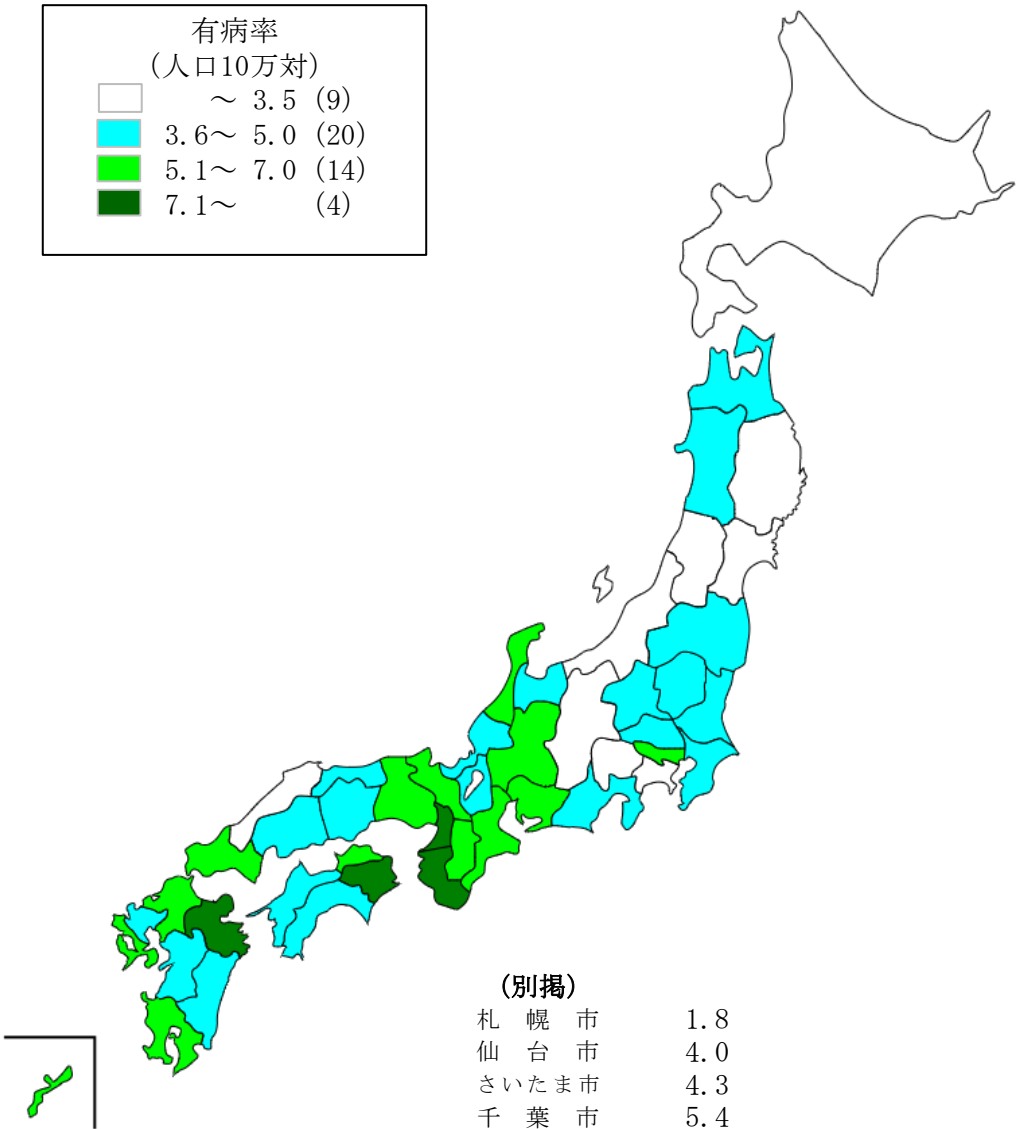 有病率
(人口10万対)
～ 3.5 (9)
3.6～ 5.0 (20)
5.1～ 7.0 (14)
7.1～ (4)
(別掲)
札幌市 1.8
仙台市 4.0
さいたま市 4.3
千葉市 5.4